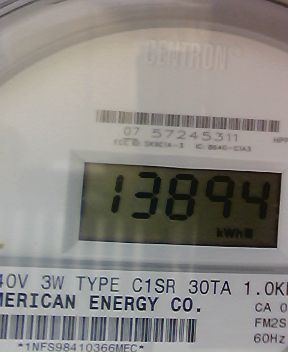 CENTRON
07 57245311
13894
kWh
40V 3W TYPE C1SR 30TA 1.0K
MERICAN ENERGY CO.
CA 0
FM2S
60Hz
*1NFS98410366MEC*